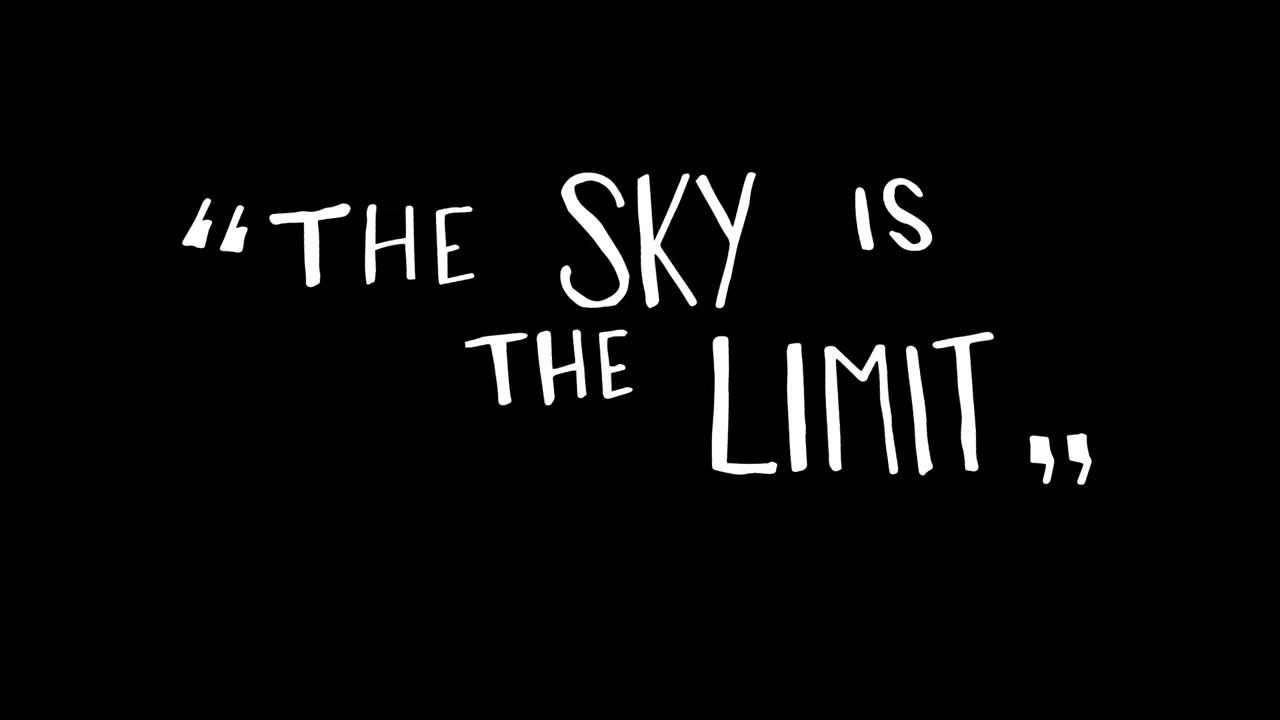 “THE SKY IS
THE LIMIT„